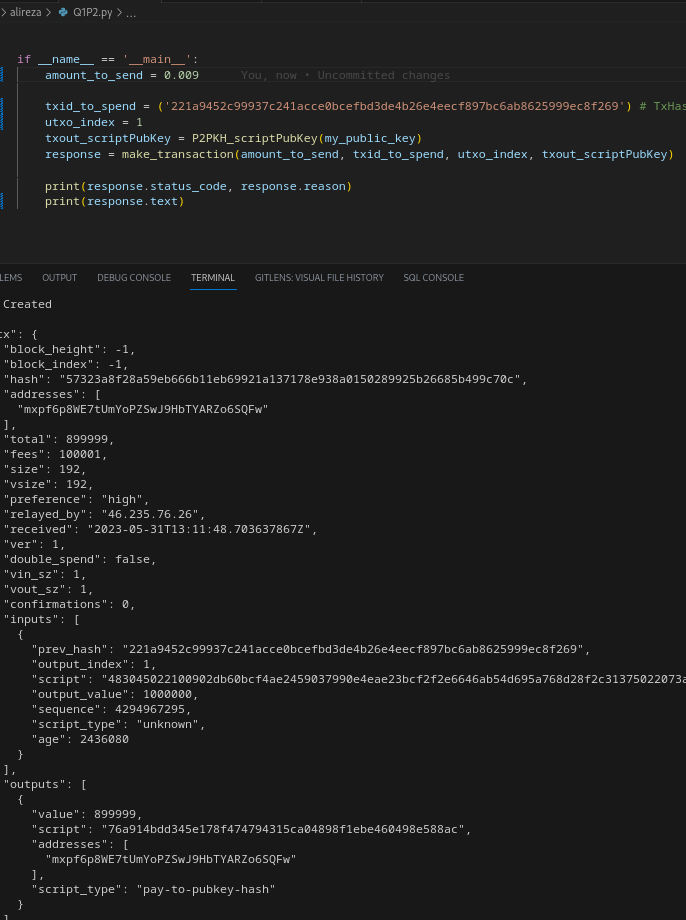 > alireza > Q1P2.py > ...
if __name__ == '__main__':
amount_to_send = 0.009 You, now • Uncommitted changes
txid_to_spend = ('221a9452c99937c241acce0bcefbd3de4b26e4eecf897bc6ab8625999ec8f269') # TxHas
utxo_index = 1
txout_scriptPubKey = P2PKH_scriptPubKey(my_public_key)
response = make_transaction(amount_to_send, txid_to_spend, utxo_index, txout_scriptPubKey)
print(response.status_code, response.reason)
print(response.text)
LEMS OUTPUT DEBUG CONSOLE TERMINAL GITLENS: VISUAL FILE HISTORY SQL CONSOLE
Created
tx": {
"block_height": -1,
"block_index": -1,
"hash": "57323a8f28a59eb666b11eb69921a137178e938a0150289925b26685b499c70c",
"addresses": [
"mxpf6p8WE7tUmYoPZSwJ9HbTYARZo6SQFw"
],
"total": 899999,
"fees": 100001,
"size": 192,
"vsize": 192,
"preference": "high",
"relayed_by": "46.235.76.26",
"received": "2023-05-31T13:11:48.703637867Z",
"ver": 1,
"double_spend": false,
"vin_sz": 1,
"vout_sz": 1,
"confirmations": 0,
"inputs": [
{
"prev_hash": "221a9452c99937c241acce0bcefbd3de4b26e4eecf897bc6ab8625999ec8f269",
"output_index": 1,
"script": "483045022100902db60bcf4ae2459037990e4eae23bcf2f2e6646ab54d695a768d28f2c31375022073a
"output_value": 1000000,
"sequence": 4294967295,
"script_type": "unknown",
"age": 2436080
}
],
"outputs": [
{
"value": 899999,
"script": "76a914bdd345e178f474794315ca04898f1ebe460498e588ac",
"addresses": [
"mxpf6p8WE7tUmYoPZSwJ9HbTYARZo6SQFw"
],
"script_type": "pay-to-pubkey-hash"
}
]